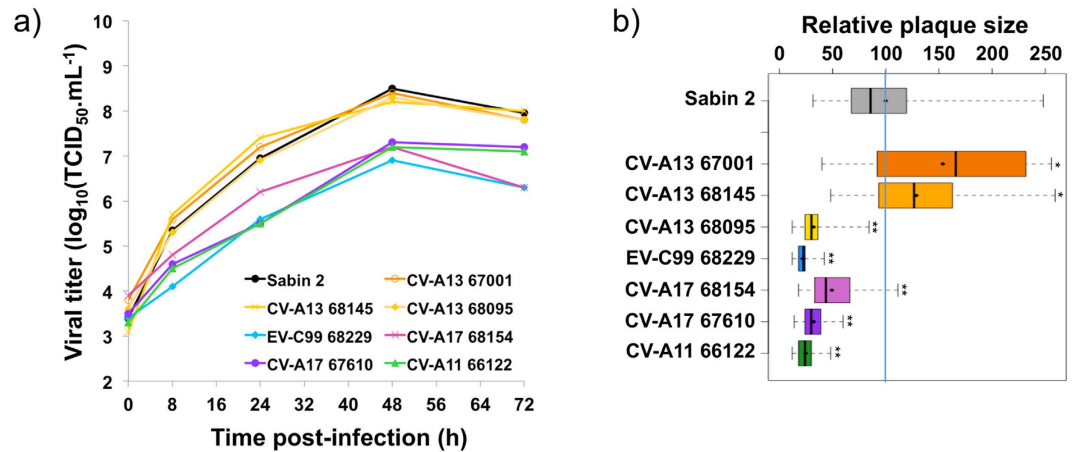 a)
Viral titer (log10(TCID50.mL-1)
10
9
8
7
6
5
4
3
2
0 8 16 24 32 40 48 56 64 72
Time post-infection (h)
Sabin 2 CV-A13 67001
CV-A13 68145 CV-A13 68095
EV-C99 68229 CV-A17 68154
CV-A17 67610 CV-A11 66122
b)
Relative plaque size
0 50 100 150 200 250
Sabin 2
CV-A13 67001 *
CV-A13 68145 *
CV-A13 68095 **
EV-C99 68229 **
CV-A17 68154 **
CV-A17 67610 **
CV-A11 66122 **